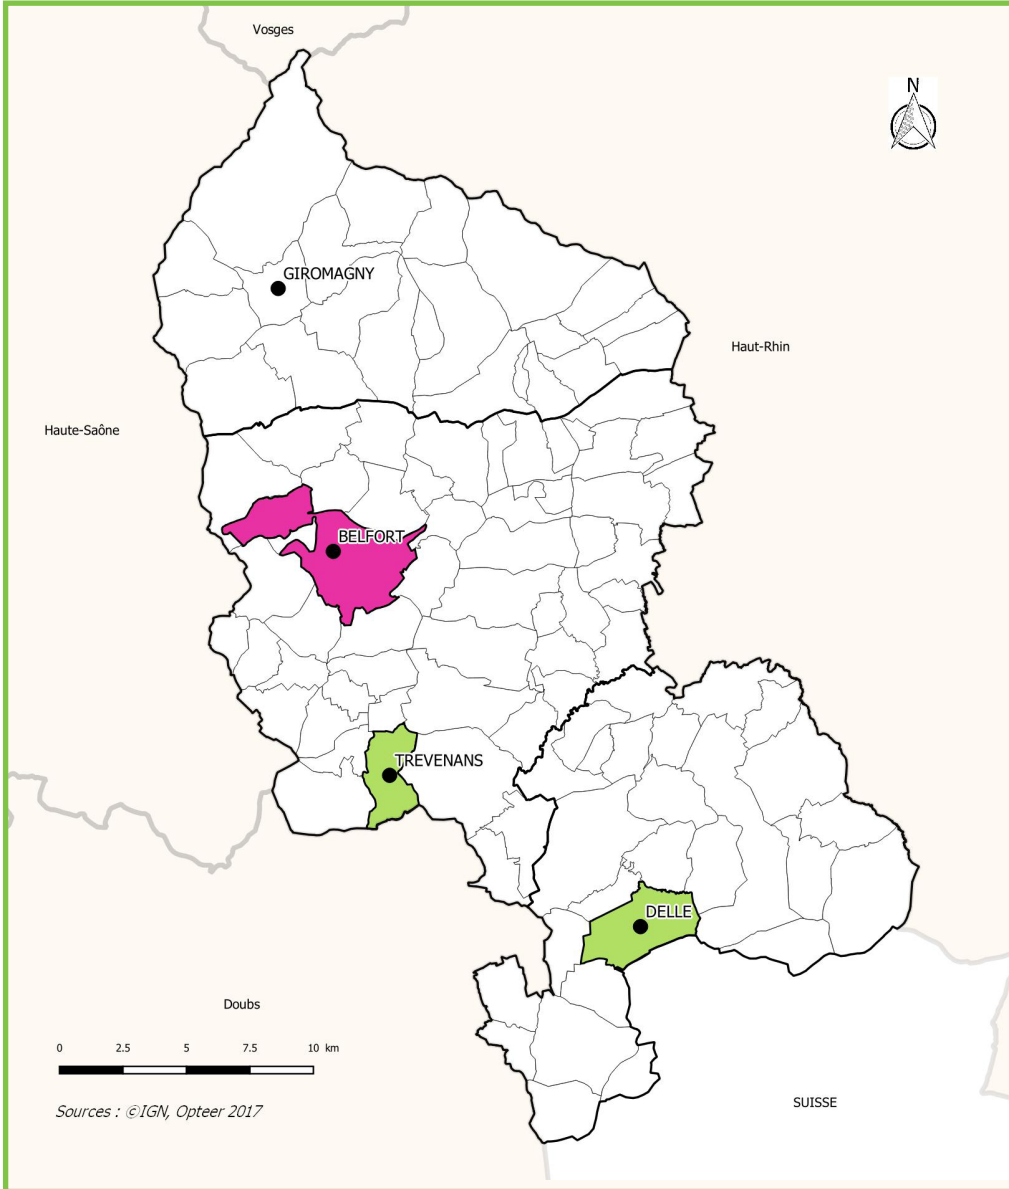 Vosges
N
GIROMAGNY
Haut-Rhin
Haute-Saône
BELFORT
TREVENANS
DELLE
Doubs
0 2.5 5 7.5 10 km
SUISSE
Sources : ©IGN, Opteer 2017